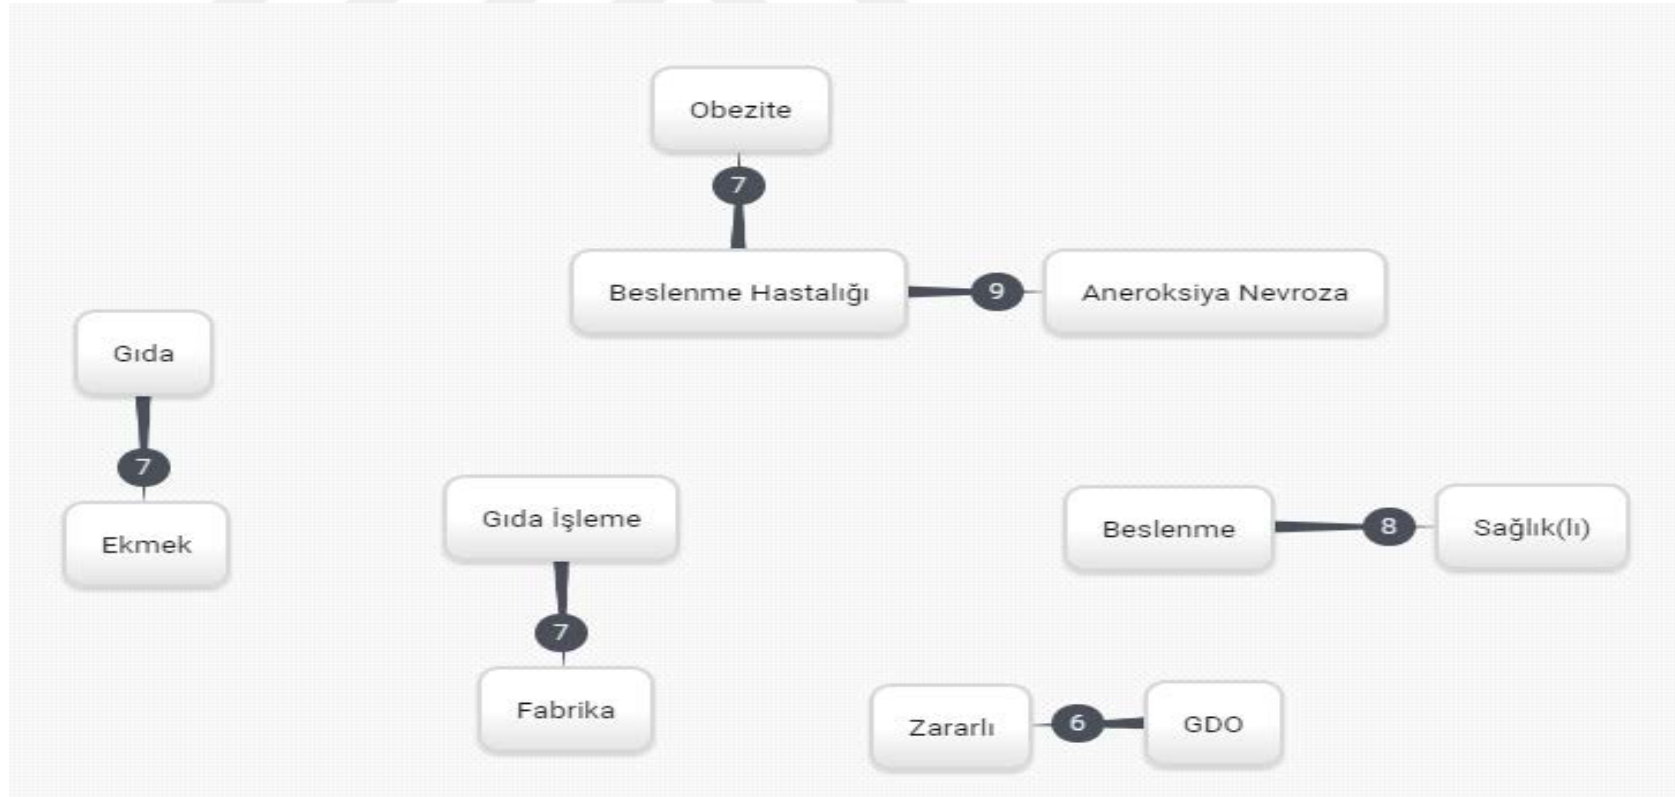 Obezite
7
Beslenme Hastalığı
9
Aneroksiya Nevroza
Gıda
7
Ekmek
Gıda İşleme
7
Fabrika
Beslenme
8
Sağlık(lı)
Zararlı
6
GDO